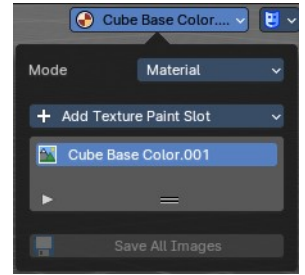 Cube Base Color....
Mode Material
Add Texture Paint Slot
Cube Base Color.001
Save All Images